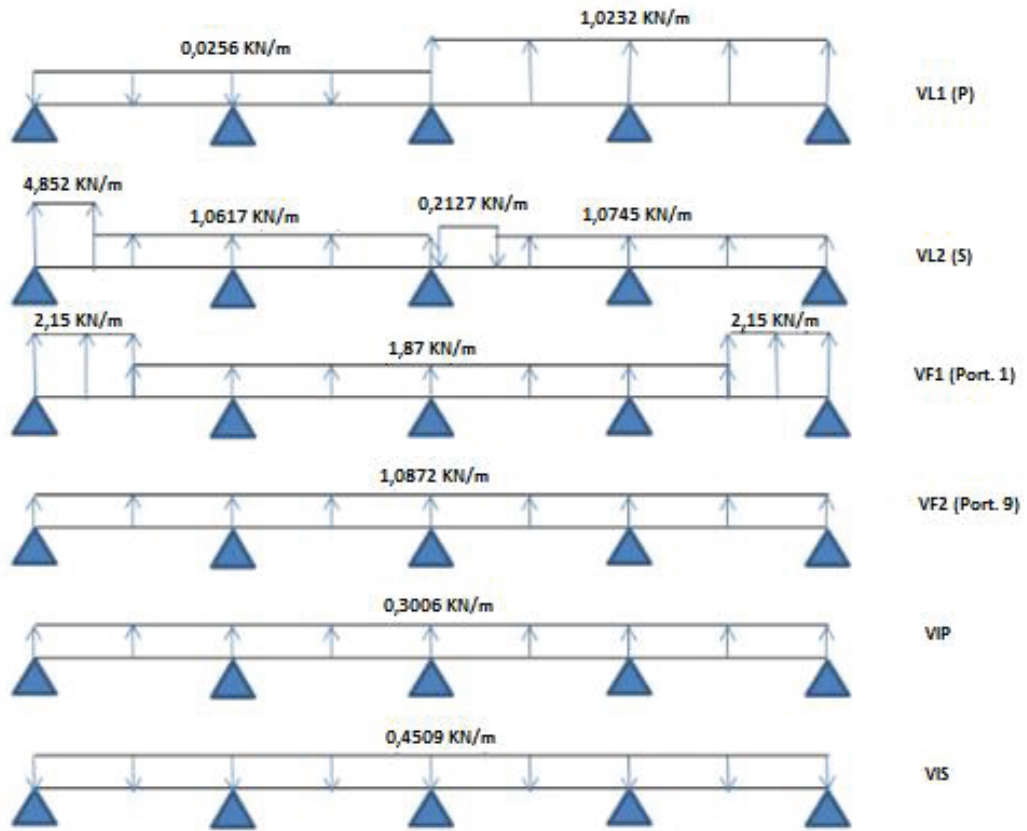 1,0232 KN/m
0,0256 KN/m
VL1 (P)
4,852 KN/m
1,0617 KN/m
0,2127 KN/m
1,0745 KN/m
VL2 (S)
2,15 KN/m
1,87 KN/m
2,15 KN/m
VF1 (Port. 1)
1,0872 KN/m
VF2 (Port. 9)
0,3006 KN/m
VIP
0,4509 KN/m
VIS